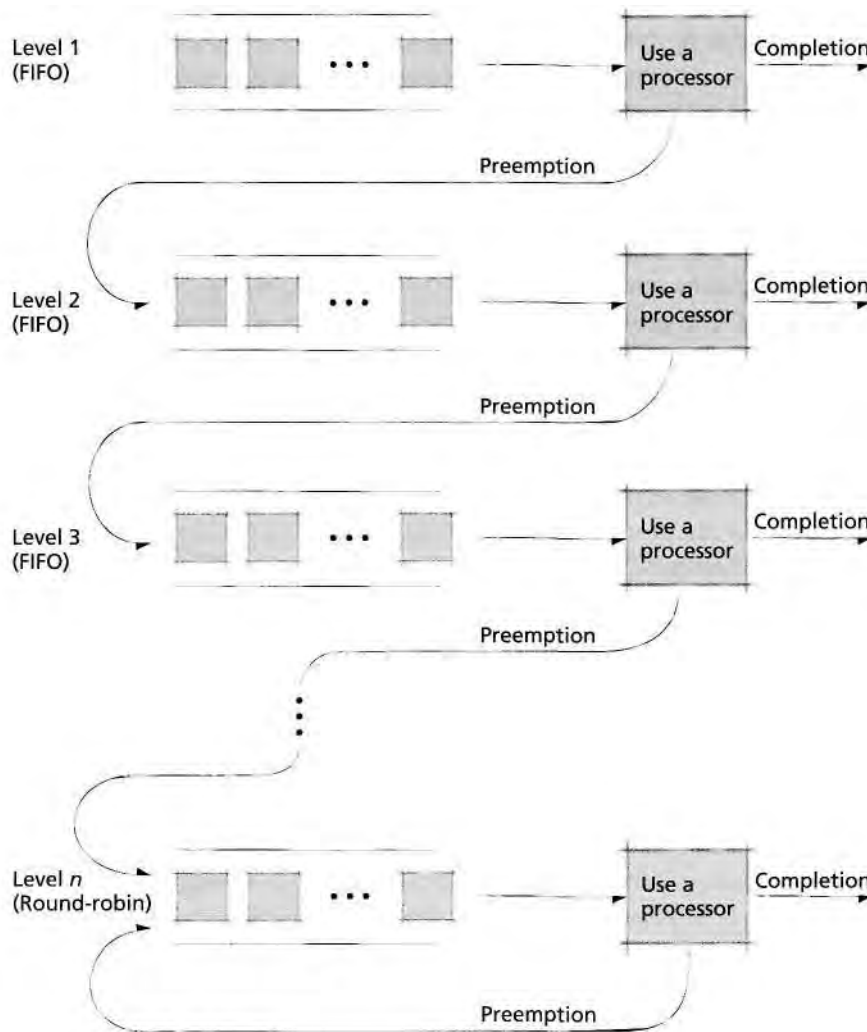 Level 1
(FIFO)
Use a
processor
Completion
Preemption
Level 2
(FIFO)
Use a
processor
Completion
Preemption
Level 3
(FIFO)
Use a
processor
Completion
Preemption
Level n
(Round-robin)
Use a
processor
Completion
Preemption